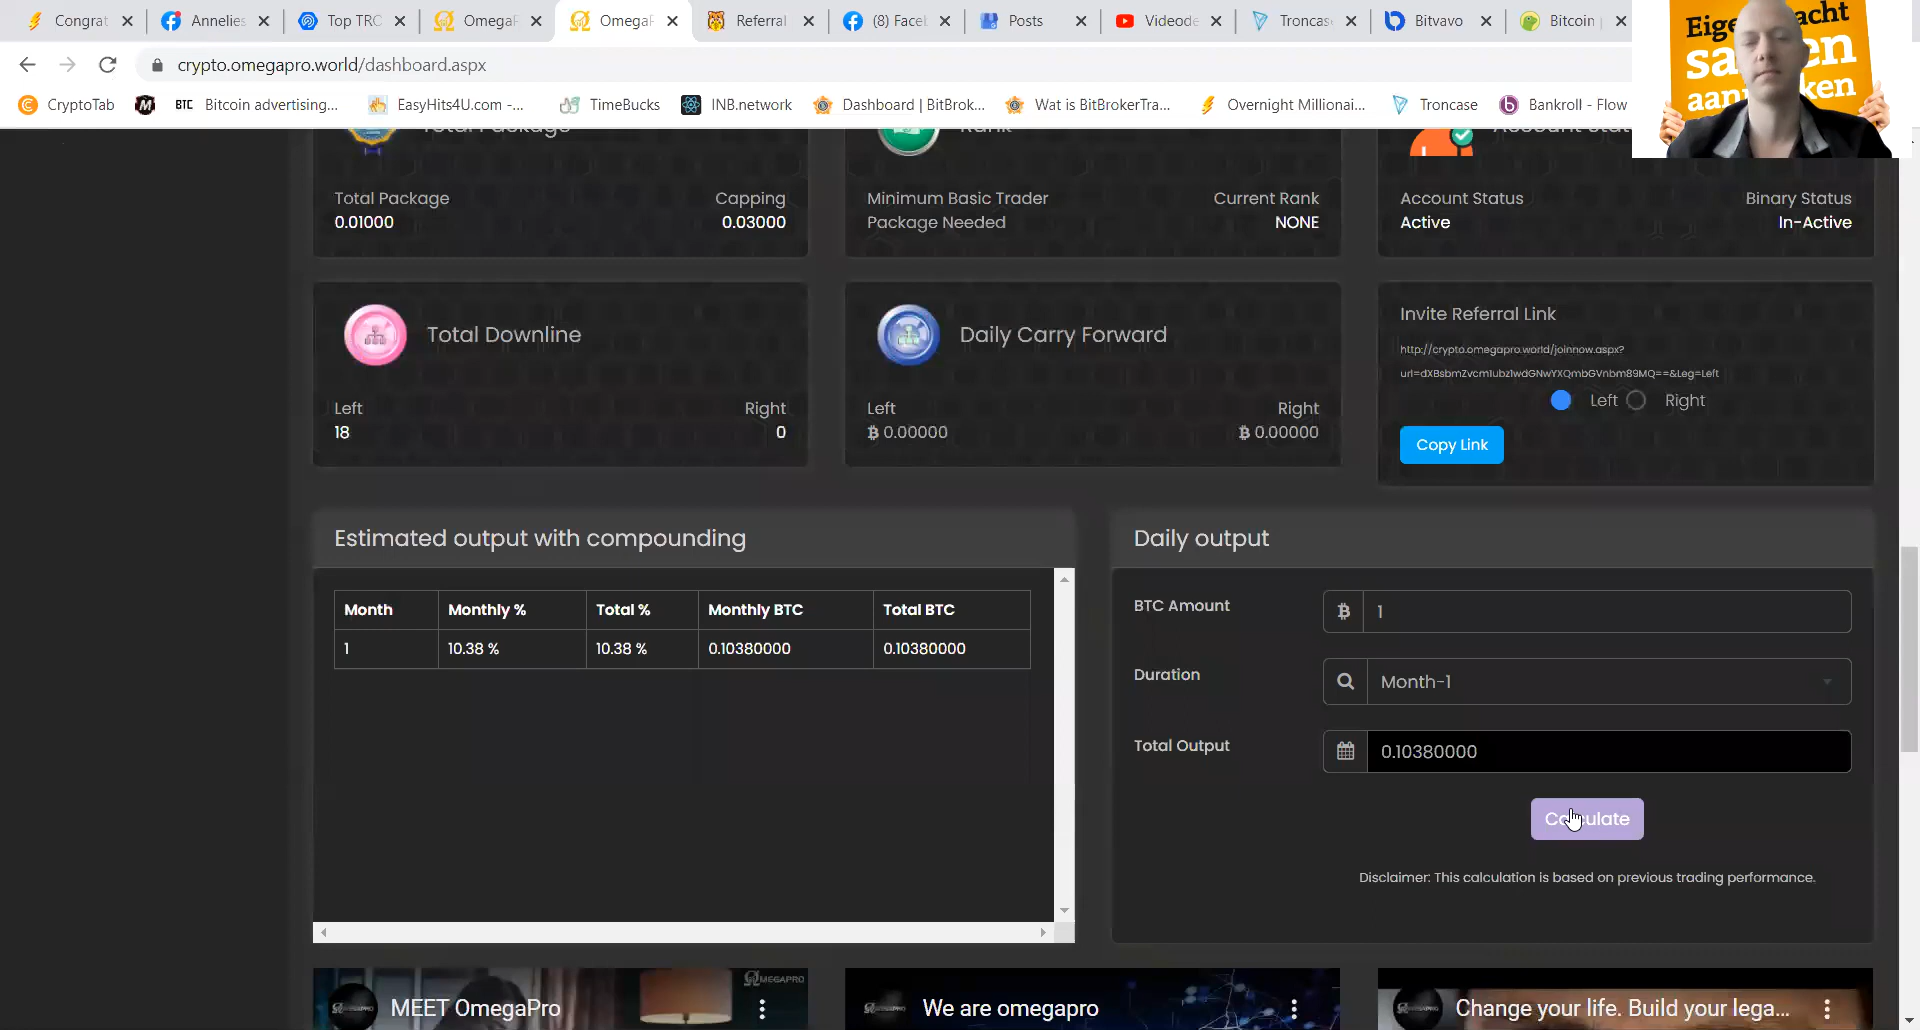 Congrat
Annelies
Top TRC
OmegaP
OmegaP
Referral
(8) Face
Posts
Videode
Troncas
Bitvavo
Bitcoin
crypto.omegapro.world/dashboard.aspx
CryptoTab
BTC Bitcoin advertising...
EasyHits4U.com -...
TimeBucks
INB.network
Dashboard | BitBrok...
Wat is BitBrokerTra...
Overnight Millionai...
Troncase
Bankroll - Flow
Total Package
Rank
Total Package Capping
0.01000 0.03000
Minimum Basic Trader Current Rank
Package Needed NONE
Account Status Binary Status
Active In-Active
Total Downline
Left Right
18 0
Daily Carry Forward
Left Right
₿ 0.00000 ₿ 0.00000
Invite Referral Link
http://crypto.omegapro.world/joinnow.aspx?
Left Right
Copy Link
Estimated output with compounding
Month Monthly % Total % Monthly BTC Total BTC
1 10.38 % 10.38 % 0.10380000 0.10380000
Daily output
BTC Amount ₿ 1
Duration Month-1
Total Output 0.10380000
Calculate
Disclaimer: This calculation is based on previous trading performance.
OMEGAPRO
MEET OmegaPro
We are omegapro
Change your life. Build your lega...